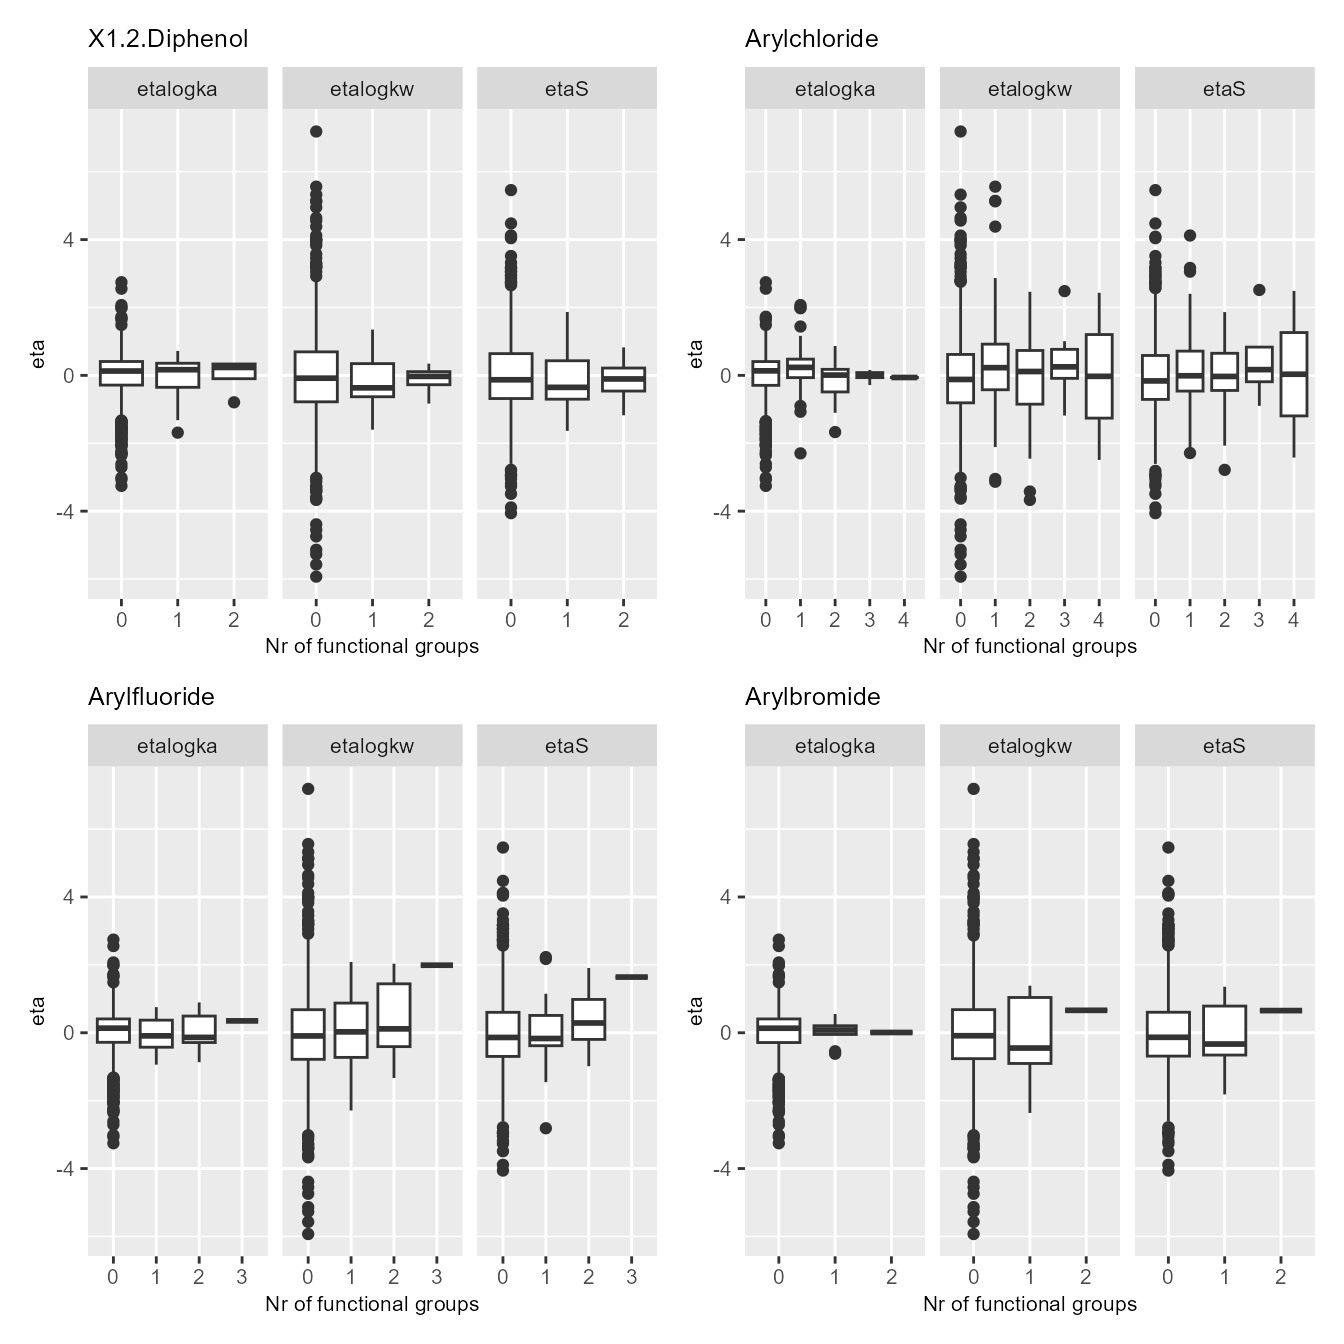 X1.2.Diphenol
etalogka etalogkw etaS
eta
4
0
-4
0 1 2 0 1 2 0 1 2
Nr of functional groups
Arylchloride
etalogka etalogkw etaS
eta
4
0
-4
0 1 2 3 4 0 1 2 3 4 0 1 2 3 4
Nr of functional groups
Arylfluoride
etalogka etalogkw etaS
eta
4
0
-4
0 1 2 3 0 1 2 3 0 1 2 3
Nr of functional groups
Arylbromide
etalogka etalogkw etaS
eta
4
0
-4
0 1 2 0 1 2 0 1 2
Nr of functional groups